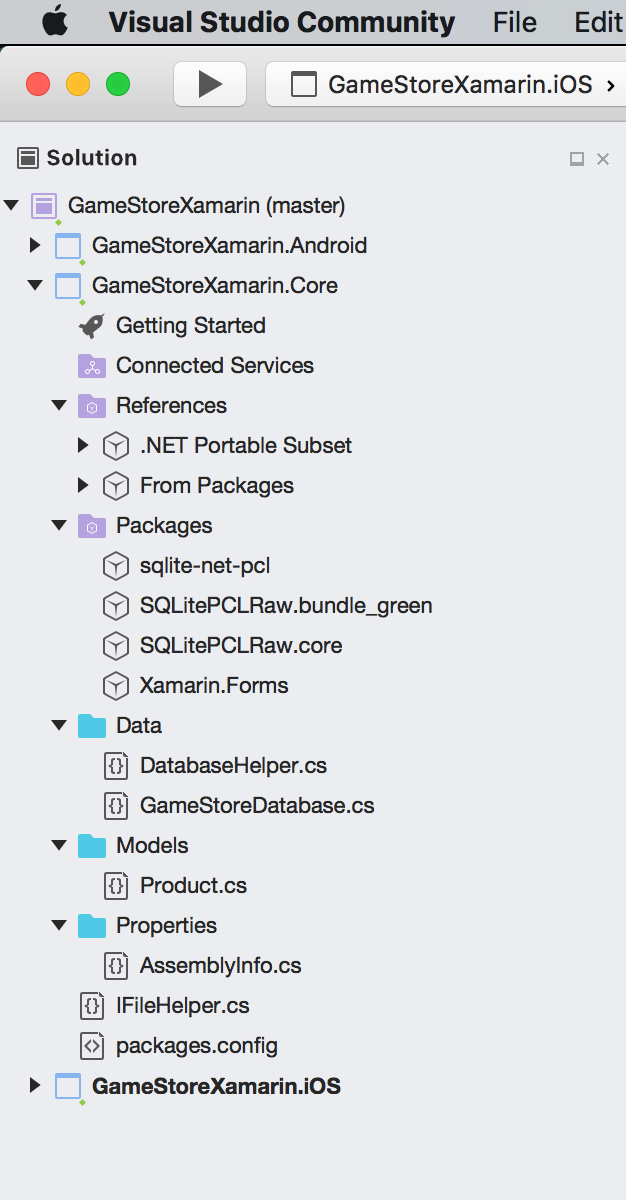 Visual Studio Community File Edit
GameStoreXamarin.iOS ›
Solution
GameStoreXamarin (master)
GameStoreXamarin.Android
GameStoreXamarin.Core
Getting Started
Connected Services
References
.NET Portable Subset
From Packages
Packages
sqlite-net-pcl
SQLitePCLRaw.bundle_green
SQLitePCLRaw.core
Xamarin.Forms
Data
DatabaseHelper.cs
GameStoreDatabase.cs
Models
Product.cs
Properties
AssemblyInfo.cs
IFileHelper.cs
packages.config
GameStoreXamarin.iOS